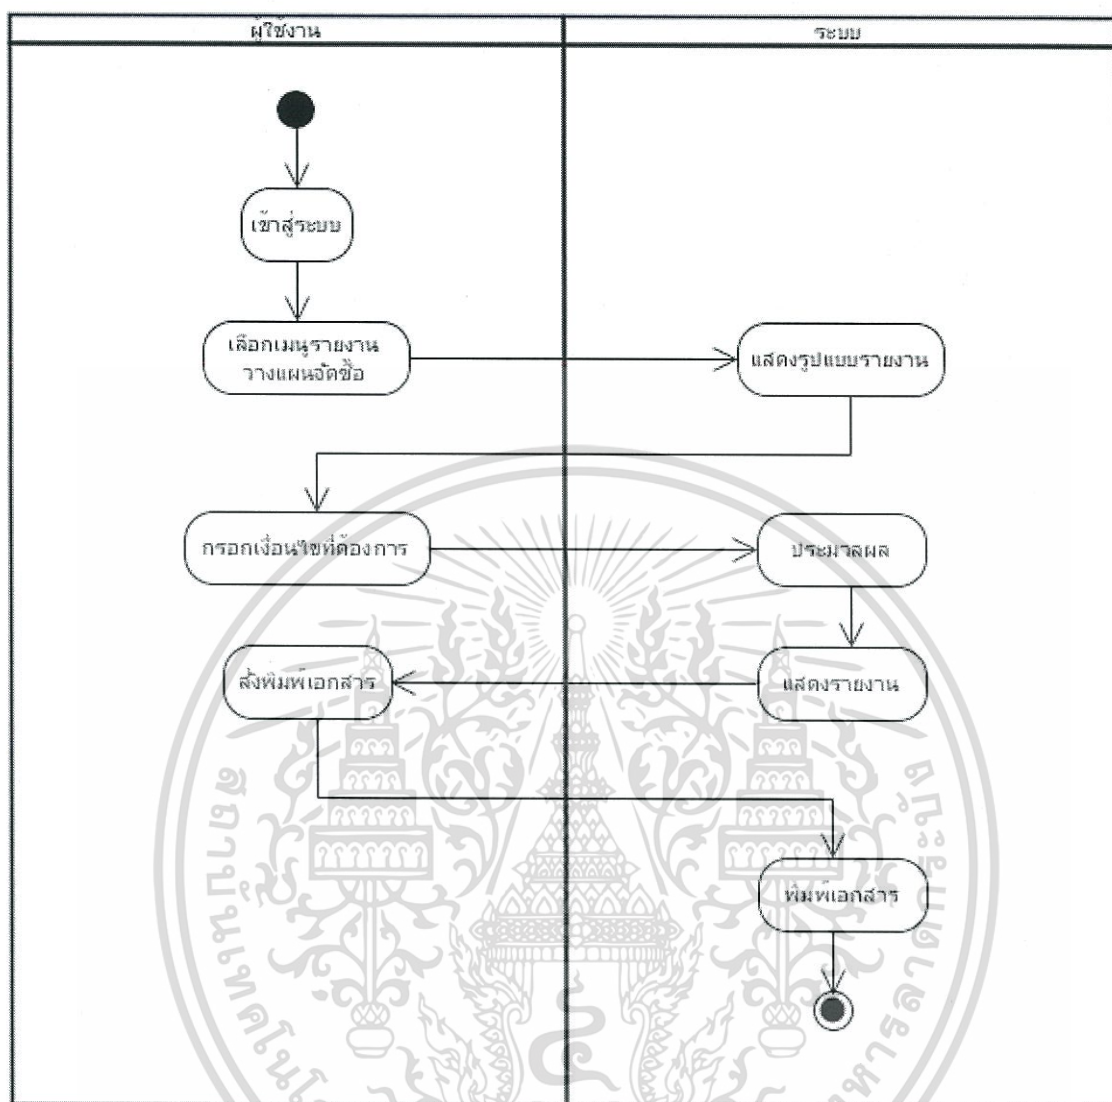 ผู้ใช้งาน
ระบบ
เข้าสู่ระบบ
เลือกเมนูรายงาน
วางแผนจัดซื้อ
แสดงรูปแบบรายงาน
กรอกเงื่อนไขที่ต้องการ
ประมวลผล
แสดงรายงาน
สั่งพิมพ์เอกสาร
พิมพ์เอกสาร